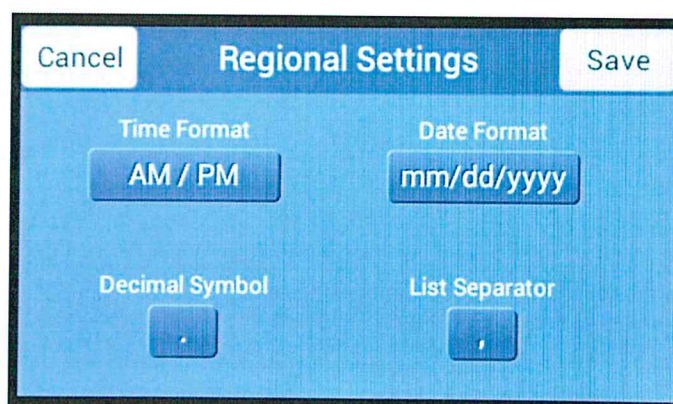 Cancel Regional Settings Save
Time Format Date Format
AM / PM mm/dd/yyyy
Decimal Symbol List Separator
. ,